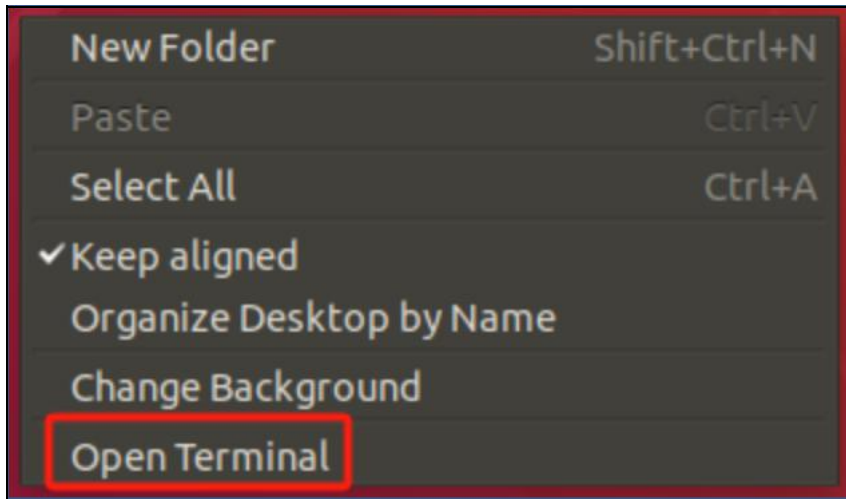 New Folder Shift+Ctrl+N
Paste Ctrl+V
Select All Ctrl+A
Keep aligned
Organize Desktop by Name
Change Background
Open Terminal